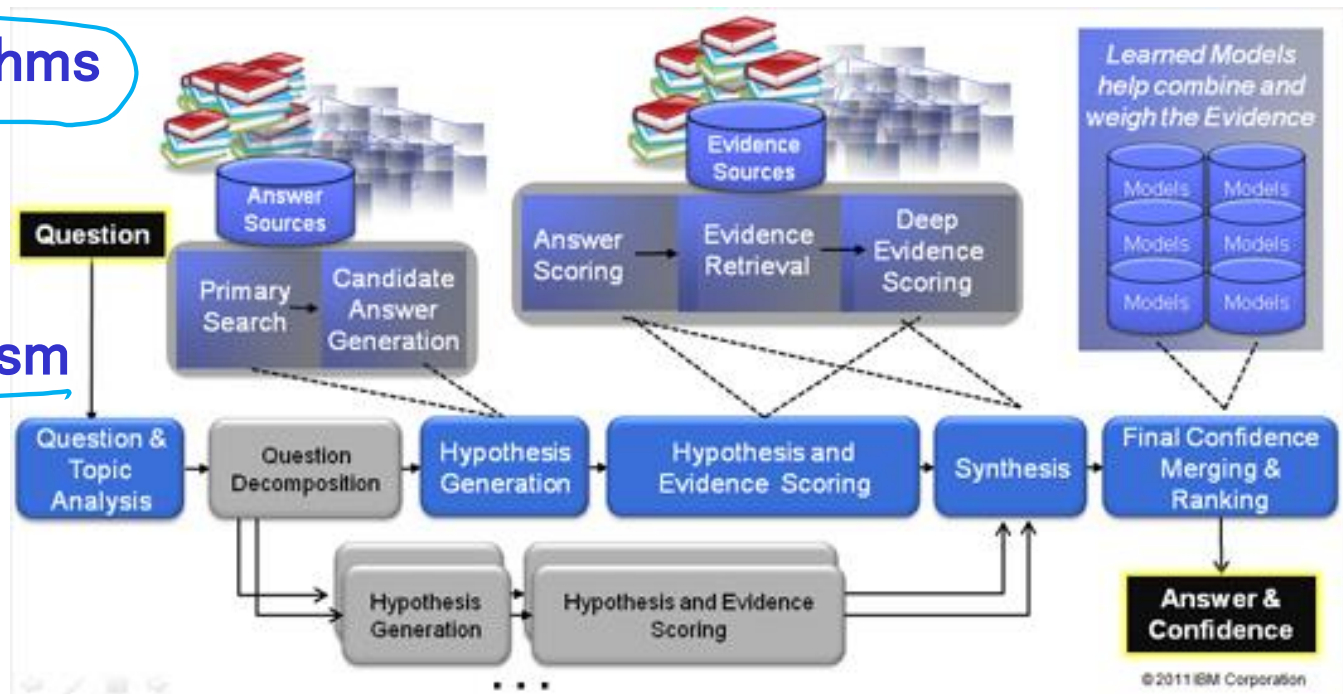 hms
sm
Question
Answer
Sources
Primary
Search
Candidate
Answer
Generation
Evidence
Sources
Answer
Scoring
Evidence
Retrieval
Deep
Evidence
Scoring
Learned Models
help combine and
weigh the Evidence
Models
Models
Models
Models
Models
Models
Question &
Topic
Analysis
Question
Decomposition
Hypothesis
Generation
Hypothesis and
Evidence Scoring
Synthesis
Final Confidence
Merging &
Ranking
Hypothesis
Generation
Hypothesis and Evidence
Scoring
. . .
Answer &
Confidence
©2011 IBM Corporation